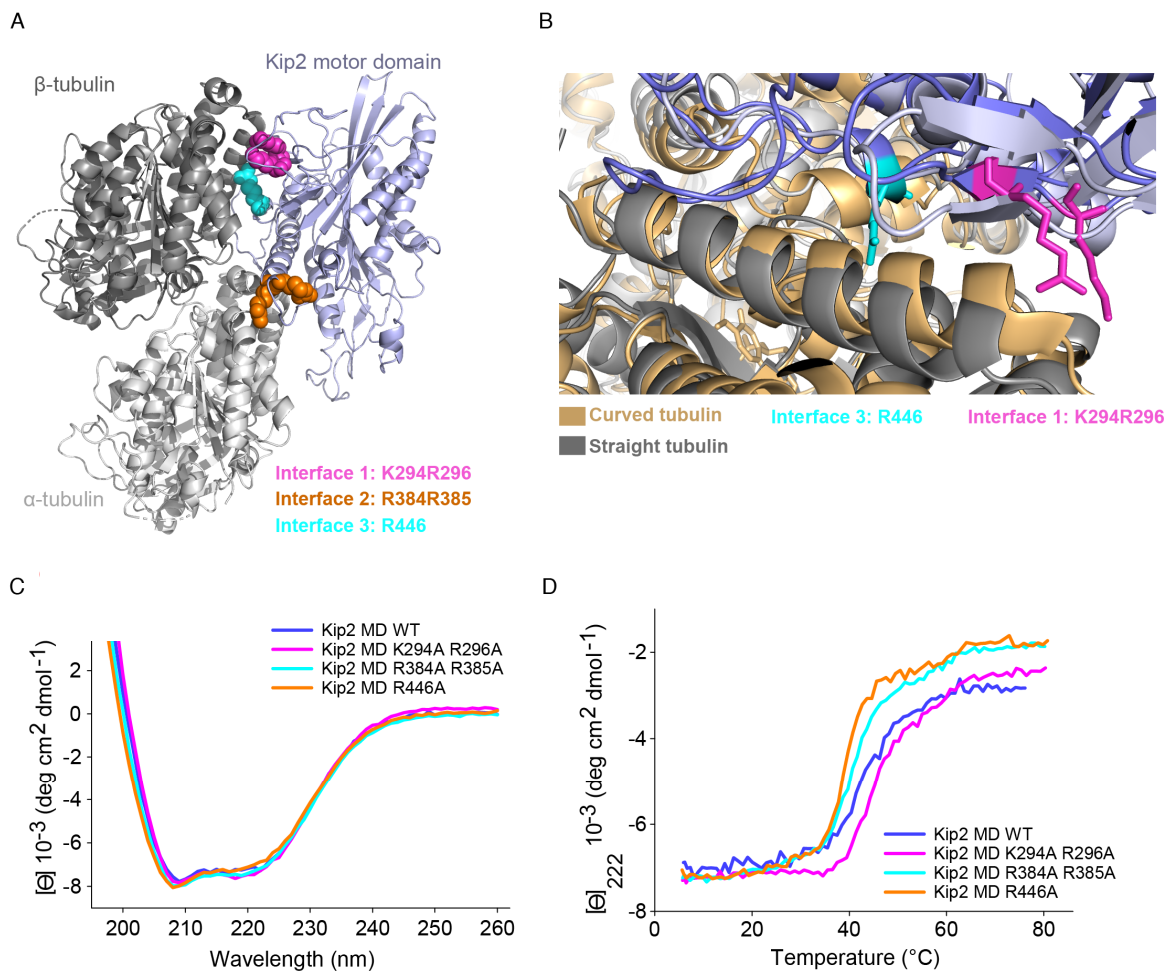 A
B
β-tubulin
Kip2 motor domain
α-tubulin
Interface 1: K294R296
Interface 2: R384R385
Interface 3: R446
Curved tubulin
Interface 3: R446
Interface 1: K294R296
Straight tubulin
C
D
[Θ] 10⁻³ (deg cm² dmol⁻¹)
2
0
-2
-4
-6
-8
Kip2 MD WT
Kip2 MD K294A R296A
Kip2 MD R384A R385A
Kip2 MD R446A
200 210 220 230 240 250 260
Wavelength (nm)
[Θ]₂₂₂ 10⁻³ (deg cm² dmol⁻¹)
-2
-4
-6
-8
Kip2 MD WT
Kip2 MD K294A R296A
Kip2 MD R384A R385A
Kip2 MD R446A
0 20 40 60 80
Temperature (°C)